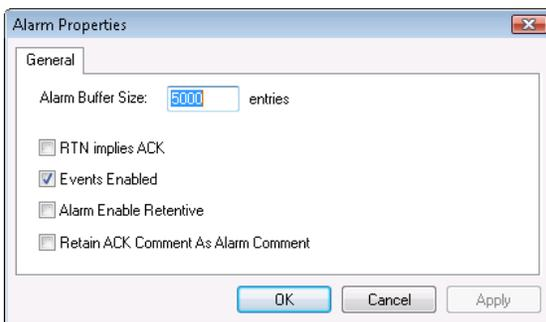 Alarm Properties
General
Alarm Buffer Size: 5000 entries
RTN implies ACK
Events Enabled
Alarm Enable Retentive
Retain ACK Comment As Alarm Comment
OK Cancel Apply